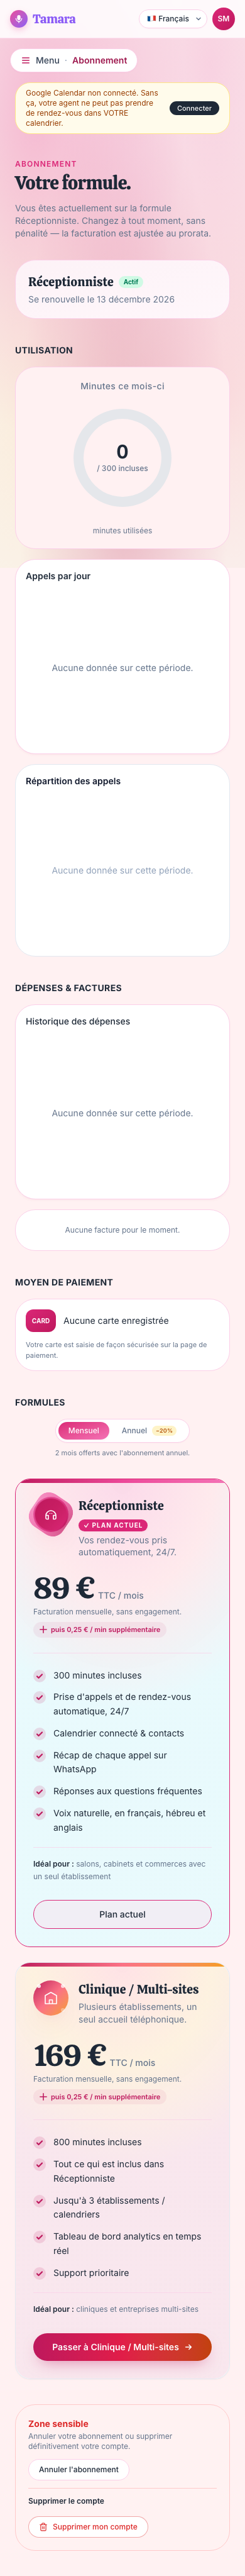 Tamara
Français
SM
Menu · Abonnement
Google Calendar non connecté. Sans
ça, votre agent ne peut pas prendre
de rendez-vous dans VOTRE
calendrier.
Connecter
ABONNEMENT
Votre formule.
Vous êtes actuellement sur la formule
Réceptionniste. Changez à tout moment, sans
pénalité — la facturation est ajustée au prorata.
Réceptionniste Actif
Se renouvelle le 13 décembre 2026
UTILISATION
Minutes ce mois-ci
0
/ 300 incluses
minutes utilisées
Appels par jour
Aucune donnée sur cette période.
Répartition des appels
Aucune donnée sur cette période.
DÉPENSES & FACTURES
Historique des dépenses
Aucune donnée sur cette période.
Aucune facture pour le moment.
MOYEN DE PAIEMENT
CARD Aucune carte enregistrée
Votre carte est saisie de façon sécurisée sur la page de
paiement.
FORMULES
Mensuel Annuel -20%
2 mois offerts avec l'abonnement annuel.
Réceptionniste
✓ PLAN ACTUEL
Vos rendez-vous pris
automatiquement, 24/7.
89 € TTC / mois
Facturation mensuelle, sans engagement.
+ puis 0,25 € / min supplémentaire
300 minutes incluses
Prise d'appels et de rendez-vous
automatique, 24/7
Calendrier connecté & contacts
Récap de chaque appel sur
WhatsApp
Réponses aux questions fréquentes
Voix naturelle, en français, hébreu et
anglais
Idéal pour : salons, cabinets et commerces avec
un seul établissement
Plan actuel
Clinique / Multi-sites
Plusieurs établissements, un
seul accueil téléphonique.
169 € TTC / mois
Facturation mensuelle, sans engagement.
+ puis 0,25 € / min supplémentaire
800 minutes incluses
Tout ce qui est inclus dans
Réceptionniste
Jusqu'à 3 établissements /
calendriers
Tableau de bord analytics en temps
réel
Support prioritaire
Idéal pour : cliniques et entreprises multi-sites
Passer à Clinique / Multi-sites →
Zone sensible
Annuler votre abonnement ou supprimer
définitivement votre compte.
Annuler l'abonnement
Supprimer le compte
Supprimer mon compte